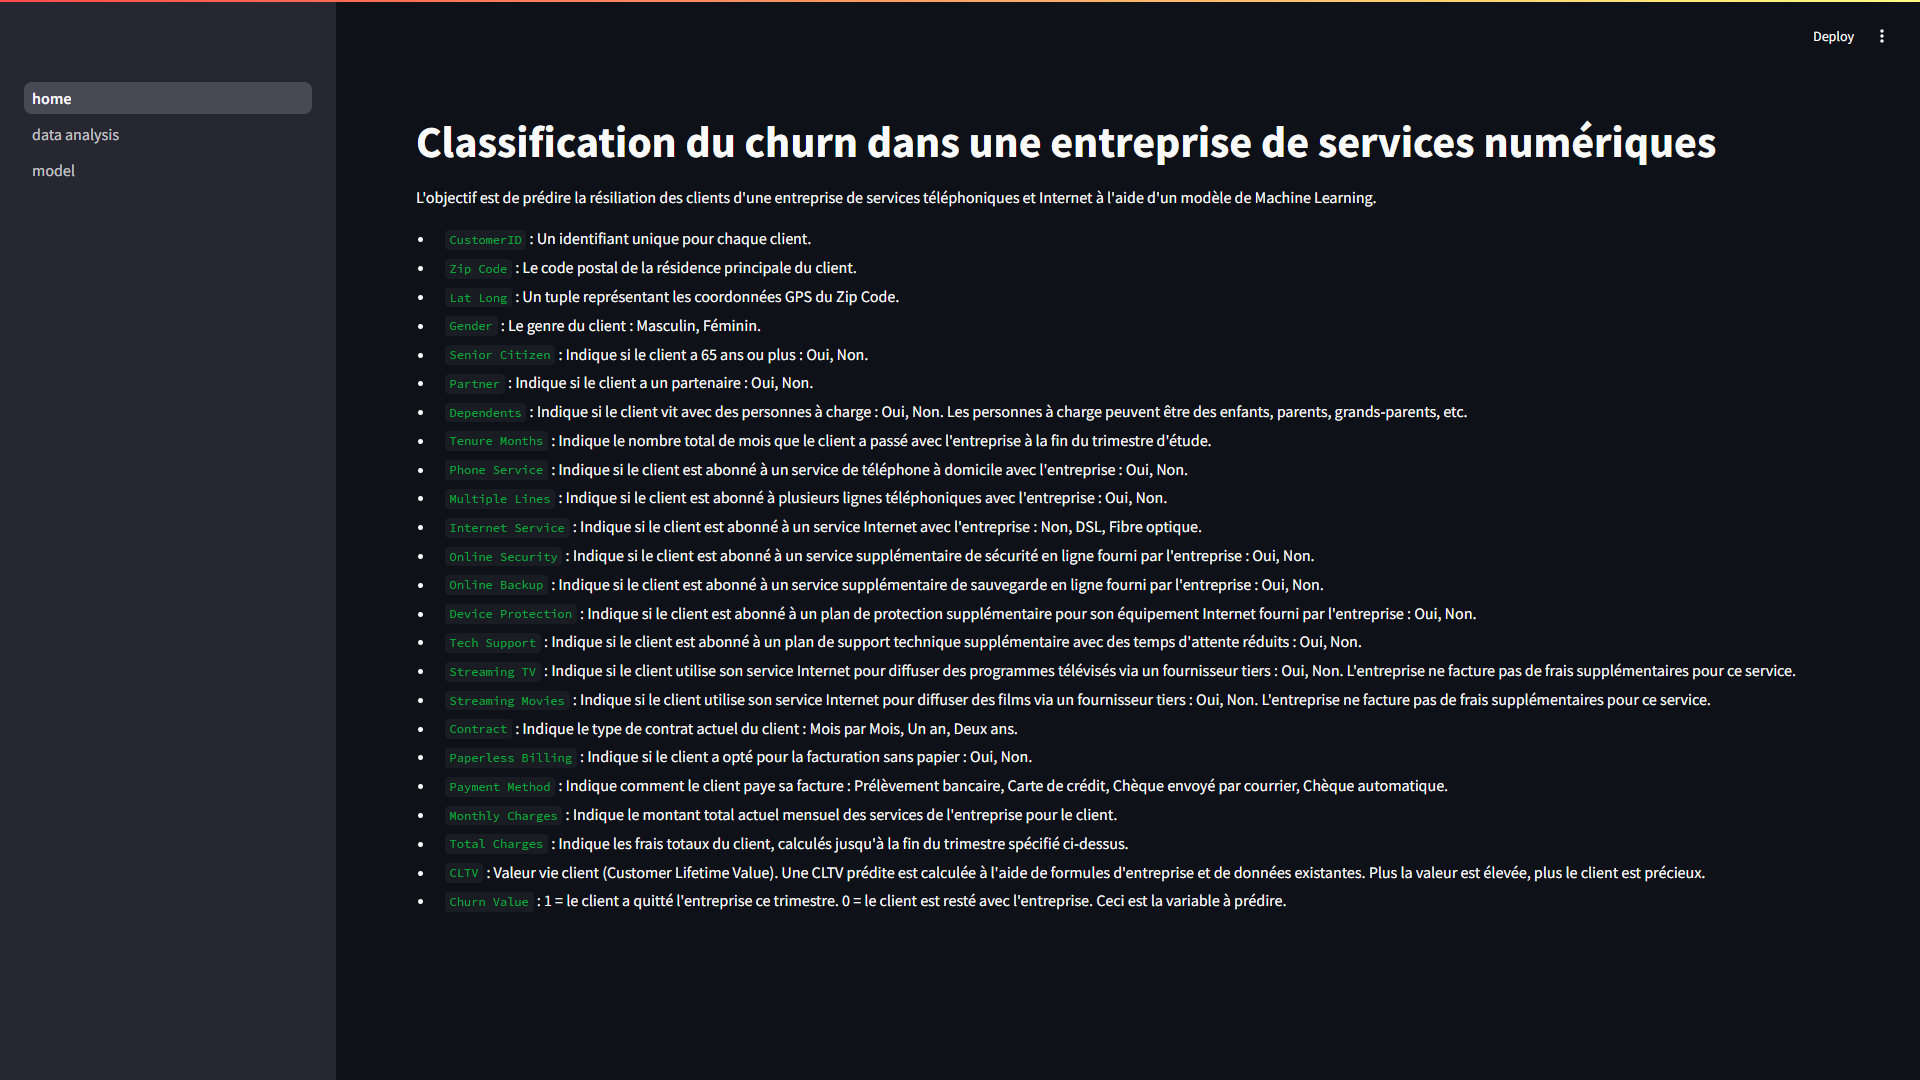 Deploy
home
data analysis
model
Classification du churn dans une entreprise de services numériques
L'objectif est de prédire la résiliation des clients d'une entreprise de services téléphoniques et Internet à l'aide d'un modèle de Machine Learning.
• CustomerID : Un identifiant unique pour chaque client.
• Zip Code : Le code postal de la résidence principale du client.
• Lat Long : Un tuple représentant les coordonnées GPS du Zip Code.
• Gender : Le genre du client : Masculin, Féminin.
• Senior Citizen : Indique si le client a 65 ans ou plus : Oui, Non.
• Partner : Indique si le client a un partenaire : Oui, Non.
• Dependents : Indique si le client vit avec des personnes à charge : Oui, Non. Les personnes à charge peuvent être des enfants, parents, grands-parents, etc.
• Tenure Months : Indique le nombre total de mois que le client a passé avec l'entreprise à la fin du trimestre d'étude.
• Phone Service : Indique si le client est abonné à un service de téléphone à domicile avec l'entreprise : Oui, Non.
• Multiple Lines : Indique si le client est abonné à plusieurs lignes téléphoniques avec l'entreprise : Oui, Non.
• Internet Service : Indique si le client est abonné à un service Internet avec l'entreprise : Non, DSL, Fibre optique.
• Online Security : Indique si le client est abonné à un service supplémentaire de sécurité en ligne fourni par l'entreprise : Oui, Non.
• Online Backup : Indique si le client est abonné à un service supplémentaire de sauvegarde en ligne fourni par l'entreprise : Oui, Non.
• Device Protection : Indique si le client est abonné à un plan de protection supplémentaire pour son équipement Internet fourni par l'entreprise : Oui, Non.
• Tech Support : Indique si le client est abonné à un plan de support technique supplémentaire avec des temps d'attente réduits : Oui, Non.
• Streaming TV : Indique si le client utilise son service Internet pour diffuser des programmes télévisés via un fournisseur tiers : Oui, Non. L'entreprise ne facture pas de frais supplémentaires pour ce service.
• Streaming Movies : Indique si le client utilise son service Internet pour diffuser des films via un fournisseur tiers : Oui, Non. L'entreprise ne facture pas de frais supplémentaires pour ce service.
• Contract : Indique le type de contrat actuel du client : Mois par Mois, Un an, Deux ans.
• Paperless Billing : Indique si le client a opté pour la facturation sans papier : Oui, Non.
• Payment Method : Indique comment le client paye sa facture : Prélèvement bancaire, Carte de crédit, Chèque envoyé par courrier, Chèque automatique.
• Monthly Charges : Indique le montant total actuel mensuel des services de l'entreprise pour le client.
• Total Charges : Indique les frais totaux du client, calculés jusqu'à la fin du trimestre spécifié ci-dessus.
• CLTV : Valeur vie client (Customer Lifetime Value). Une CLTV prédite est calculée à l'aide de formules d'entreprise et de données existantes. Plus la valeur est élevée, plus le client est précieux.
• Churn Value : 1 = le client a quitté l'entreprise ce trimestre. 0 = le client est resté avec l'entreprise. Ceci est la variable à prédire.